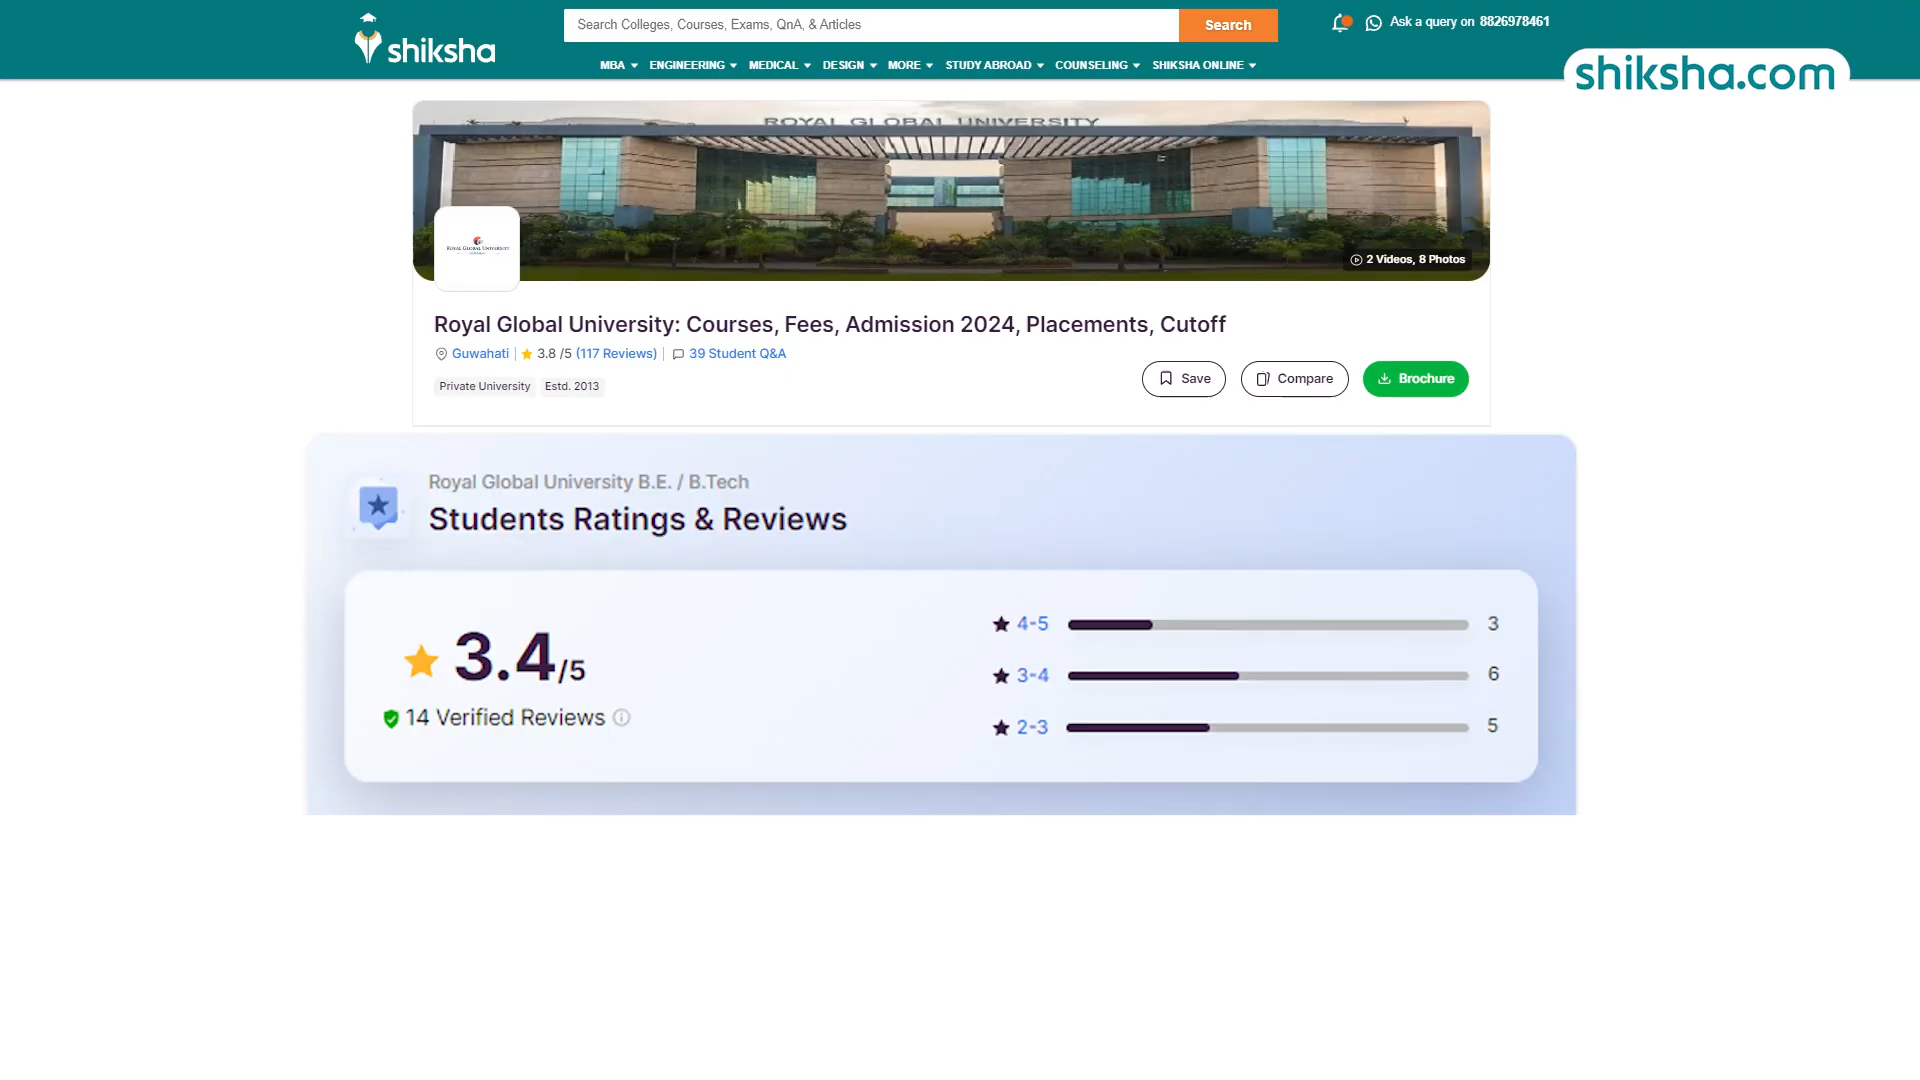 shiksha
Search Colleges, Courses, Exams, QnA, & Articles
Search
Ask a query on 8826978461
MBA
ENGINEERING
MEDICAL
DESIGN
MORE
STUDY ABROAD
COUNSELING
SHIKSHA ONLINE
shiksha.com
ROYAL GLOBAL UNIVERSITY
ROYAL GLOBAL UNIVERSITY
2 Videos, 8 Photos
Royal Global University: Courses, Fees, Admission 2024, Placements, Cutoff
Guwahati
3.8 /5 (117 Reviews)
39 Student Q&A
Private University
Estd. 2013
Save
Compare
Brochure
Royal Global University B.E. / B.Tech
Students Ratings & Reviews
3.4/5
14 Verified Reviews
4-5
3
3-4
6
2-3
5